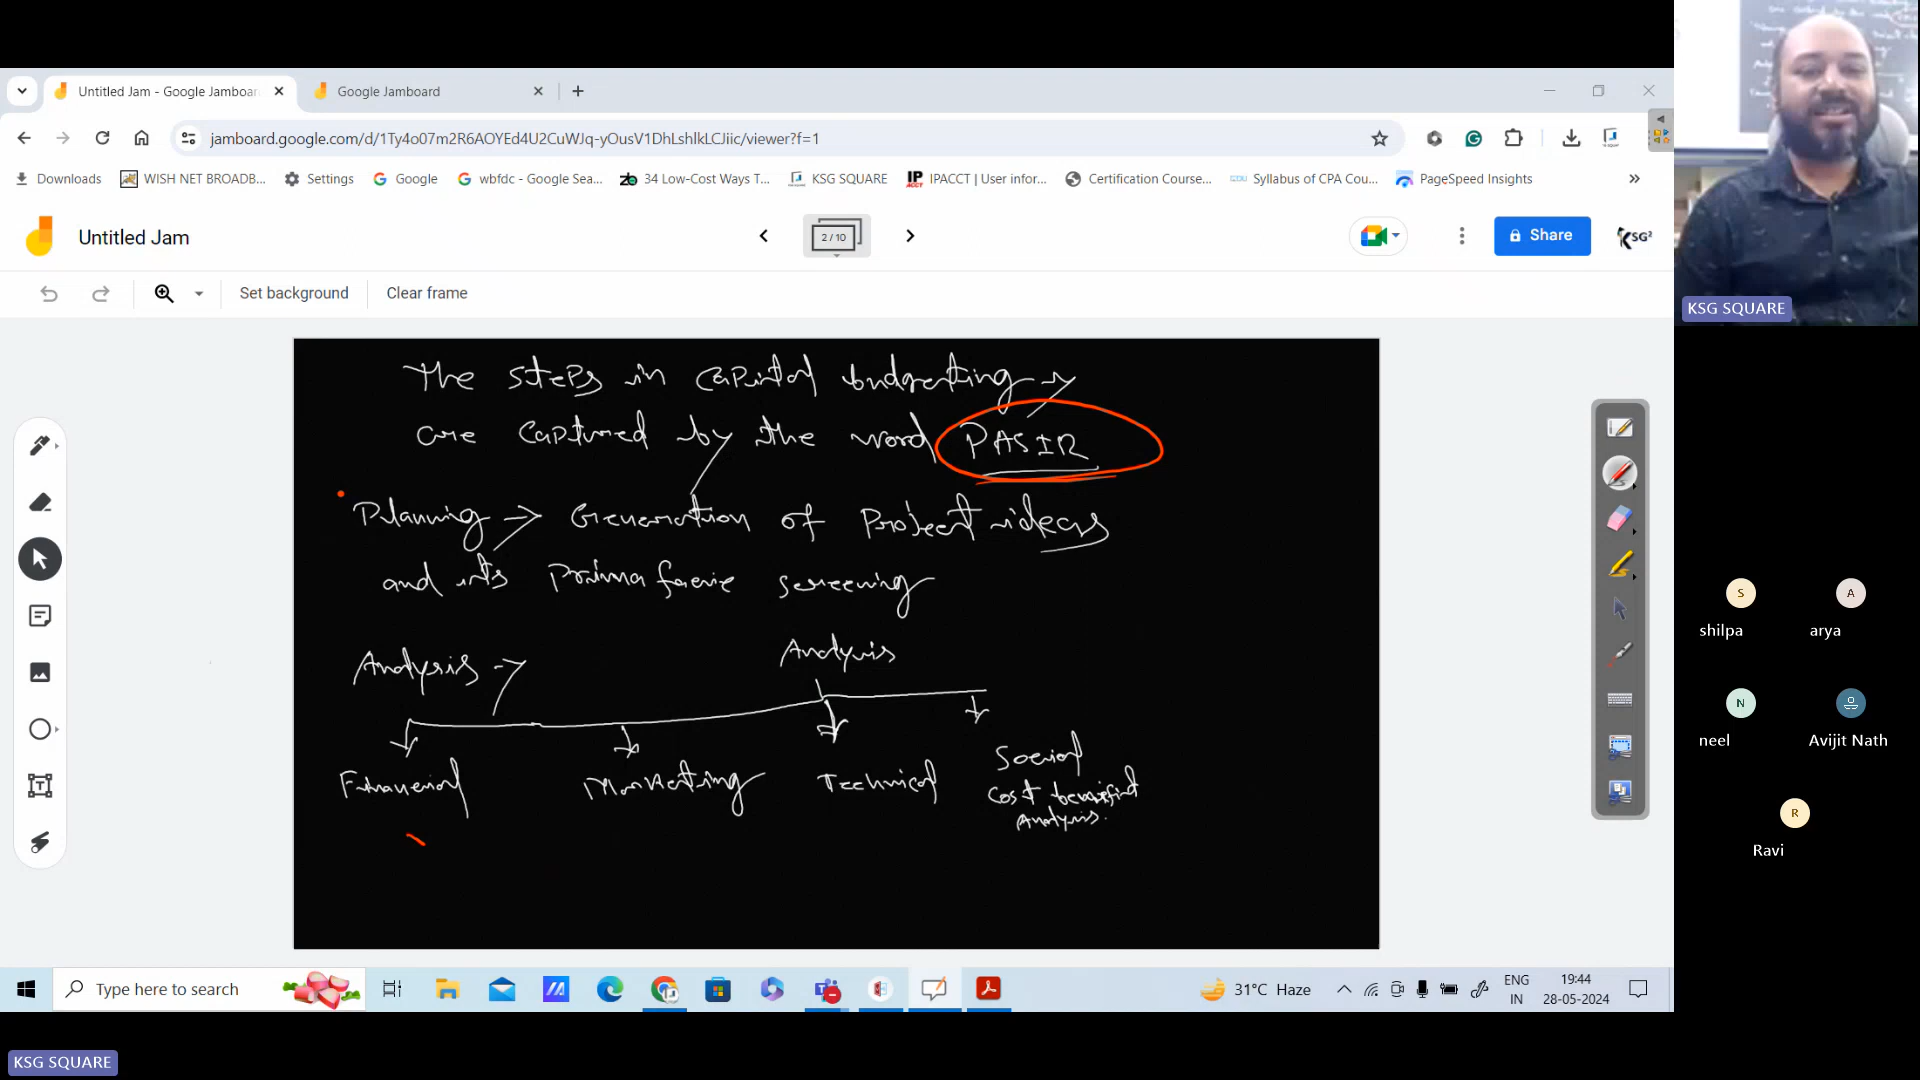 Untitled Jam - Google Jamboard
Google Jamboard
jamboard.google.com/d/1Ty4o07m2R6AOYEd4U2CuWJq-yOusV1DhLshlkLCJiic/viewer?f=1
Downloads
WISH NET BROADB...
Settings
Google
wbfdc - Google Sea...
34 Low-Cost Ways T...
KSG SQUARE
IPACCT | User infor...
Certification Course...
Syllabus of CPA Cou...
PageSpeed Insights
Untitled Jam
2 / 10
Share
KSG²
Set background
Clear frame
The steps in capital budgeting
are captured by the word PASIR
Planning → Generation of Project ideas
and its Prima facie screening
Analysis → Analysis
Financial Marketing Technical Social
Cost benefit
Analysis.
KSG SQUARE
S
shilpa
A
arya
N
neel
Avijit Nath
R
Ravi
Type here to search
31°C Haze
ENG
IN
19:44
28-05-2024
KSG SQUARE